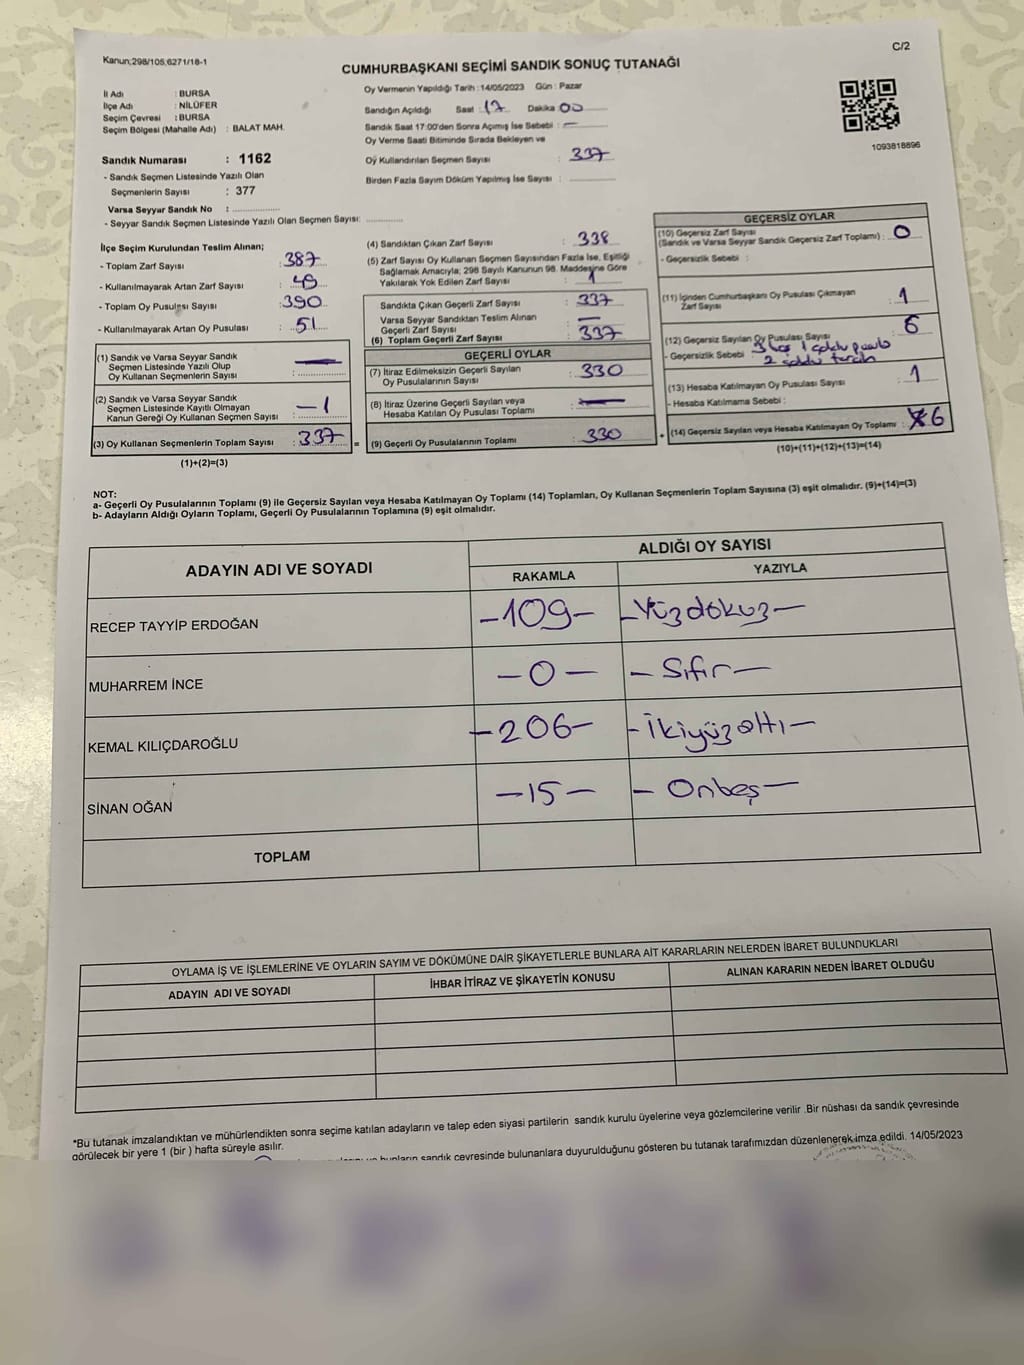 Kanun;298/105;6271/18-1
C/2
CUMHURBAŞKANI SEÇİMİ SANDIK SONUÇ TUTANAĞI
İl Adı : BURSA
İlçe Adı : NİLÜFER
Seçim Çevresi : BURSA
Seçim Bölgesi (Mahalle Adı) : BALAT MAH.
Sandık Numarası : 1162
- Sandık Seçmen Listesinde Yazılı Olan
Seçmenlerin Sayısı : 377
Varsa Seyyar Sandık No :
- Seyyar Sandık Seçmen Listesinde Yazılı Olan Seçmen Sayısı:
Oy Vermenin Yapıldığı Tarih :14/05/2023 Gün : Pazar
Sandığın Açıldığı Saat : 17 Dakika : 00
Sandık Saat 17:00'den Sonra Açımış İse Sebebi : —
Oy Verme Saati Bitiminde Sırada Bekleyen ve
Oy Kullandırılan Seçmen Sayısı : 337
Birden Fazla Sayım Döküm Yapılmış İse Sayısı :
1093818896
İlçe Seçim Kurulundan Teslim Alınan;
- Toplam Zarf Sayısı : 387
- Kullanılmayarak Artan Zarf Sayısı : 49
- Toplam Oy Pusulası Sayısı : 390
- Kullanılmayarak Artan Oy Pusulası : 51
(1) Sandık ve Varsa Seyyar Sandık
Seçmen Listesinde Yazılı Olup
Oy Kullanan Seçmenlerin Sayısı : —
(2) Sandık ve Varsa Seyyar Sandık
Seçmen Listesinde Kayıtlı Olmayan
Kanun Gereği Oy Kullanan Seçmen Sayısı : —1
(3) Oy Kullanan Seçmenlerin Toplam Sayısı : 337 =
(1)+(2)=(3)
(4) Sandıktan Çıkan Zarf Sayısı : 338
(5) Zarf Sayısı Oy Kullanan Seçmen Sayısından Fazla İse, Eşitliği
Sağlamak Amacıyla; 298 Sayılı Kanunun 98. Maddesine Göre
Yakılarak Yok Edilen Zarf Sayısı : 1
Sandıkta Çıkan Geçerli Zarf Sayısı : 337
Varsa Seyyar Sandıktan Teslim Alınan
Geçerli Zarf Sayısı : —
(6) Toplam Geçerli Zarf Sayısı : 337
GEÇERLİ OYLAR
(7) İtiraz Edilmeksizin Geçerli Sayılan
Oy Pusulalarının Sayısı : 330
(8) İtiraz Üzerine Geçerli Sayılan veya
Hesaba Katılan Oy Pusulası Toplamı : —
(9) Geçerli Oy Pusulalarının Toplamı : 330 +
GEÇERSİZ OYLAR
(10) Geçersiz Zarf Sayısı
(Sandık ve Varsa Seyyar Sandık Geçersiz Zarf Toplamı) : 0
- Geçersizlik Sebebi :
(11) İçinden Cumhurbaşkanı Oy Pusulası Çıkmayan
Zarf Sayısı : 1
(12) Geçersiz Sayılan Oy Pusulası Sayısı : 6
- Geçersizlik Sebebi : 3 boş 1
2
(13) Hesaba Katılmayan Oy Pusulası Sayısı : 1
- Hesaba Katılmama Sebebi :
(14) Geçersiz Sayılan veya Hesaba Katılmayan Oy Toplamı : 6
(10)+(11)+(12)+(13)=(14)
NOT:
a- Geçerli Oy Pusulalarının Toplamı (9) ile Geçersiz Sayılan veya Hesaba Katılmayan Oy Toplamı (14) Toplamları, Oy Kullanan Seçmenlerin Toplam Sayısına (3) eşit olmalıdır. (9)+(14)=(3)
b- Adayların Aldığı Oyların Toplamı, Geçerli Oy Pusulalarının Toplamına (9) eşit olmalıdır.
ADAYIN ADI VE SOYADI
ALDIĞI OY SAYISI
RAKAMLA YAZIYLA
RECEP TAYYİP ERDOĞAN -109- -Yüzdokuz-
MUHARREM İNCE -0- -Sıfır-
KEMAL KILIÇDAROĞLU -206- -İkiyüzaltı-
SİNAN OĞAN -15- -Onbeş-
TOPLAM
OYLAMA İŞ VE İŞLEMLERİNE VE OYLARIN SAYIM VE DÖKÜMÜNE DAİR ŞİKAYETLERLE BUNLARA AİT KARARLARIN NELERDEN İBARET BULUNDUKLARI
ADAYIN ADI VE SOYADI İHBAR İTİRAZ VE ŞİKAYETİN KONUSU ALINAN KARARIN NEDEN İBARET OLDUĞU
*Bu tutanak imzalandıktan ve mühürlendikten sonra seçime katılan adayların ve talep eden siyasi partilerin sandık kurulu üyelerine veya gözlemcilerine verilir .Bir nüshası da sandık çevresinde
görülecek bir yere 1 (bir ) hafta süreyle asılır.
bunların sandık çevresinde bulunanlara duyurulduğunu gösteren bu tutanak tarafımızdan düzenlenerek imza edildi. 14/05/2023